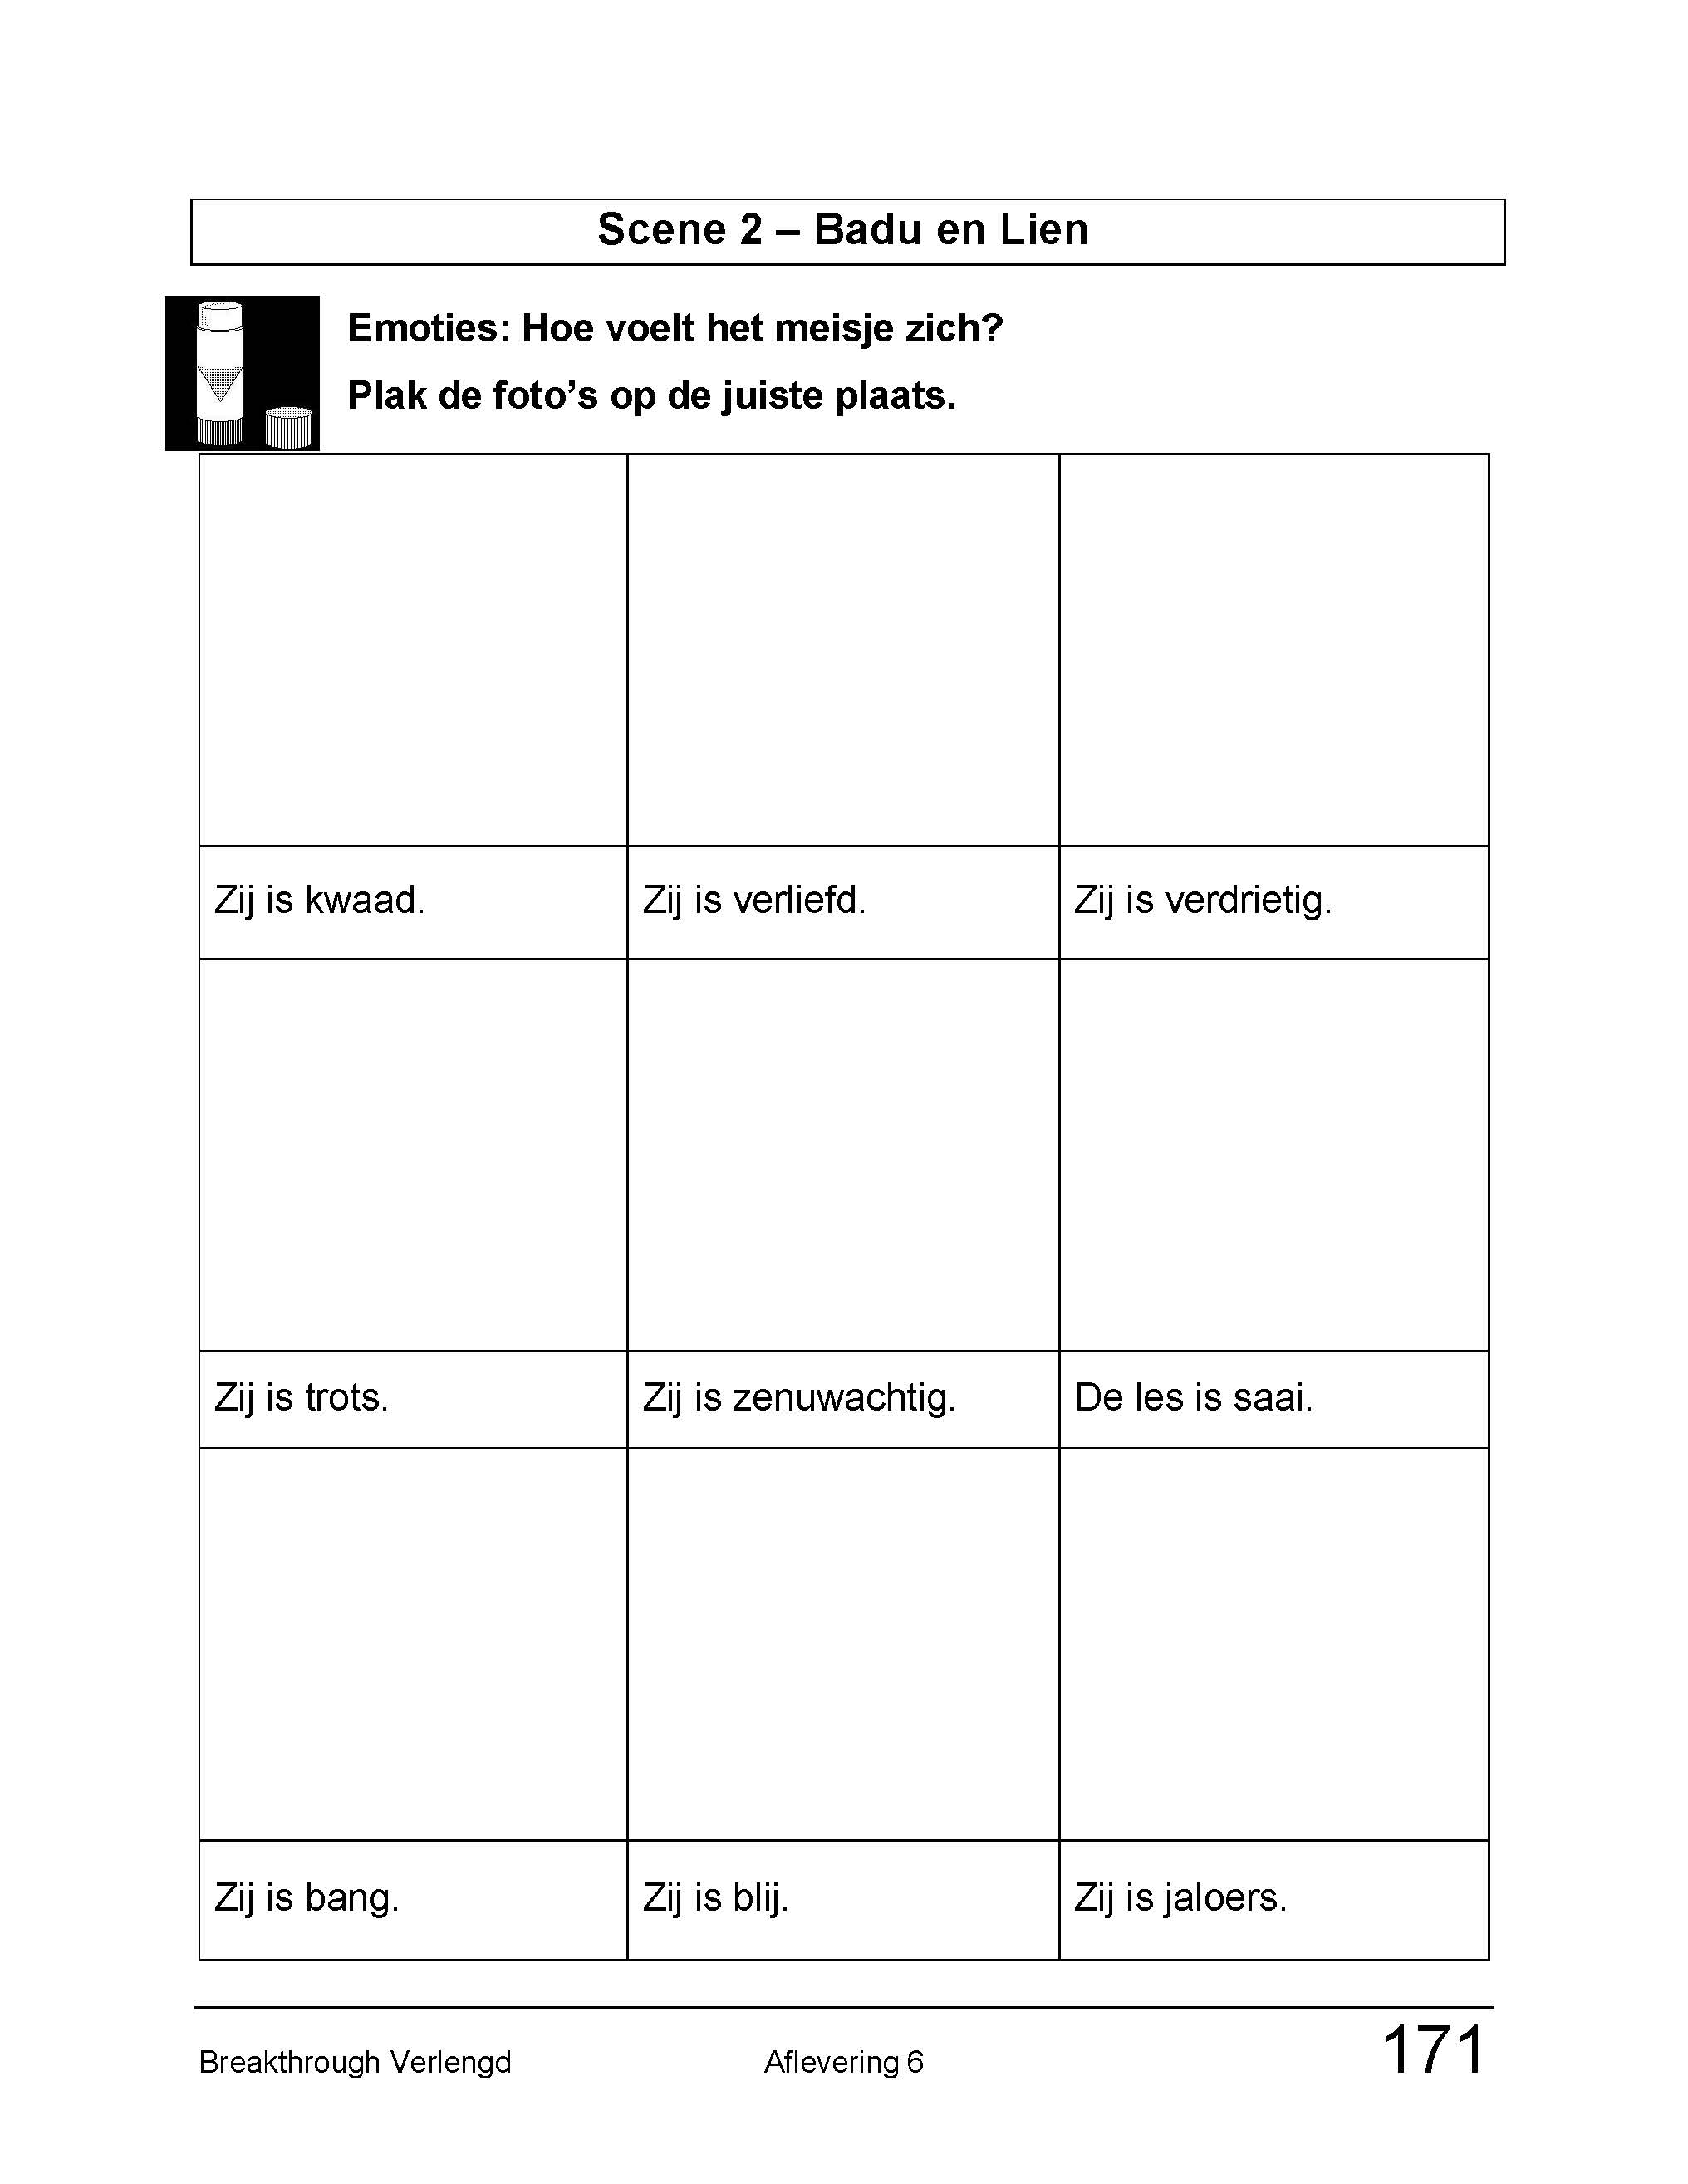 Scene 2 – Badu en Lien
Emoties: Hoe voelt het meisje zich?
Plak de foto’s op de juiste plaats.
Zij is kwaad.
Zij is verliefd.
Zij is verdrietig.
Zij is trots.
Zij is zenuwachtig.
De les is saai.
Zij is bang.
Zij is blij.
Zij is jaloers.
Breakthrough Verlengd
Aflevering 6
171